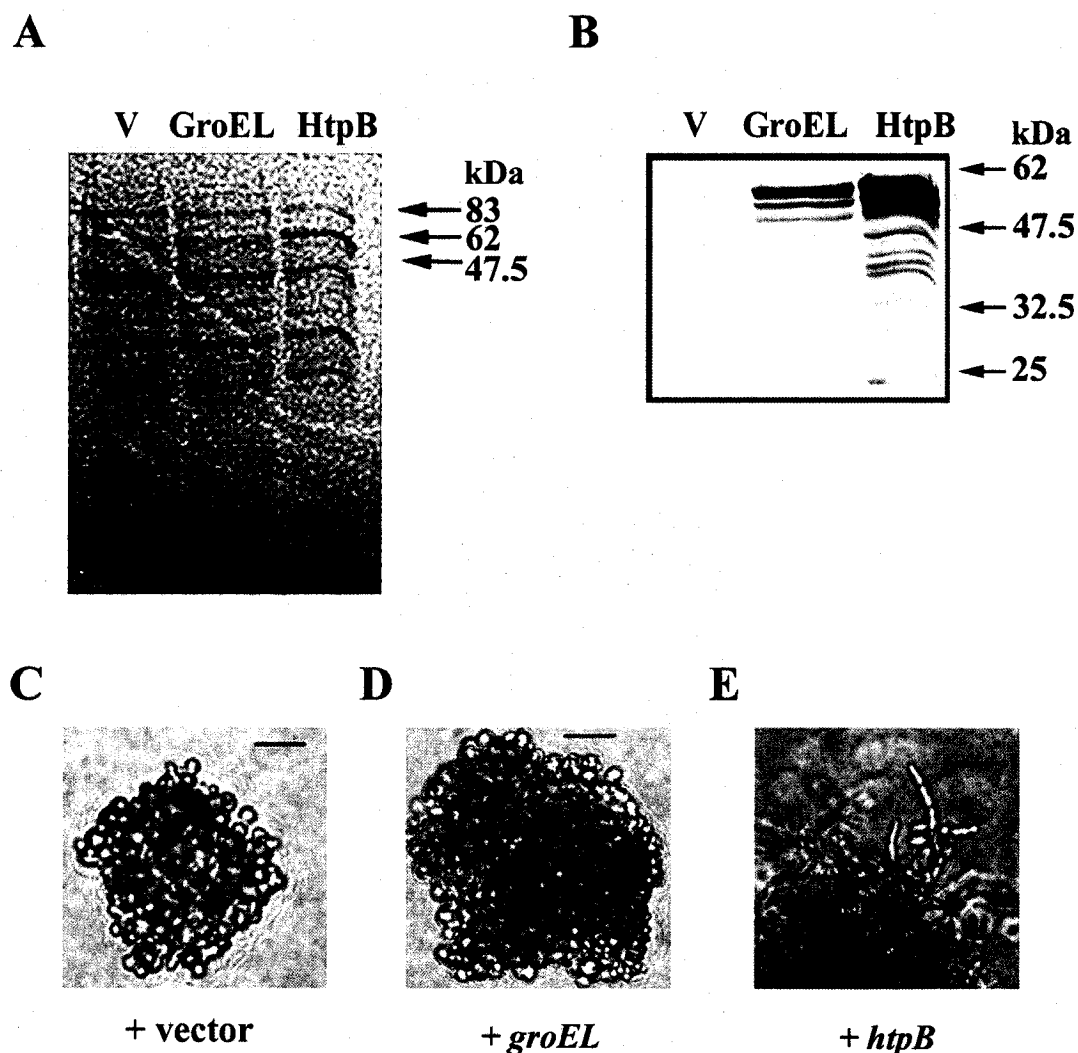 A
V GroEL HtpB
kDa
83
62
47.5
B
V GroEL HtpB
kDa
62
47.5
32.5
25
C
+ vector
D
+ groEL
E
+ htpB